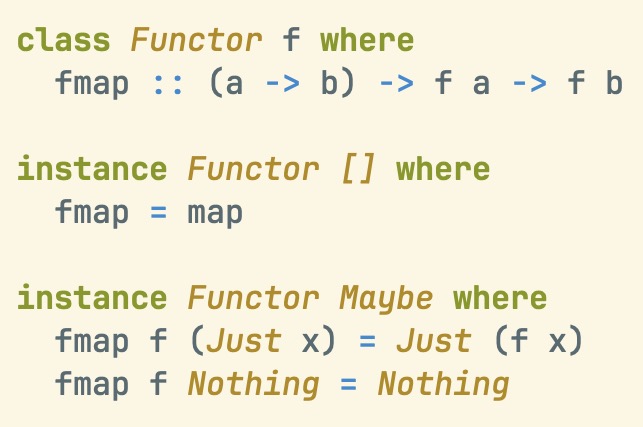 class Functor f where
  fmap :: (a -> b) -> f a -> f b

instance Functor [] where
  fmap = map

instance Functor Maybe where
  fmap f (Just x) = Just (f x)
  fmap f Nothing = Nothing